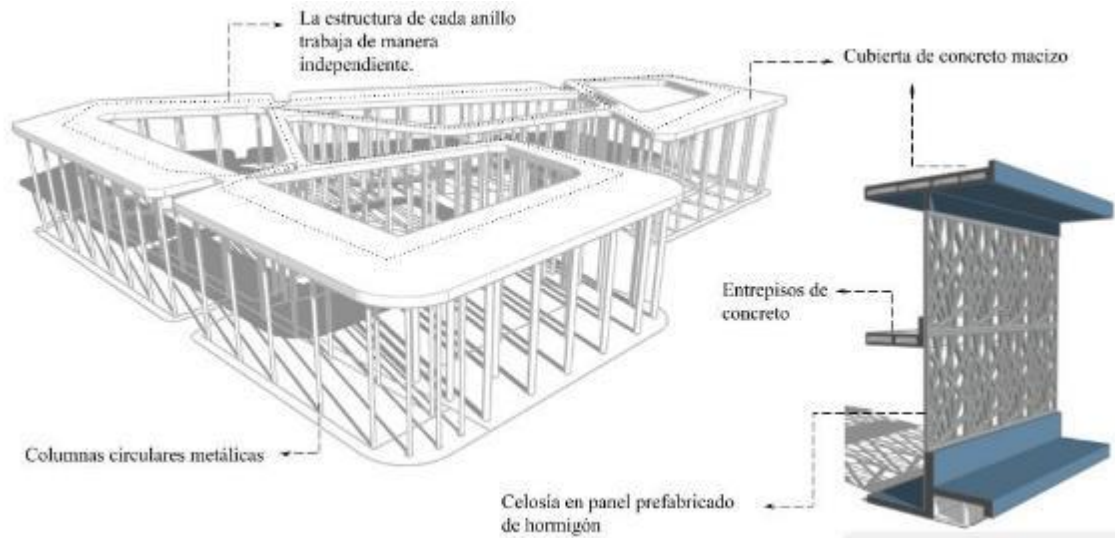 La estructura de cada anillo
trabaja de manera
independiente.
Cubierta de concreto macizo
Entrepisos de
concreto
Columnas circulares metálicas
Celosía en panel prefabricado
de hormigón